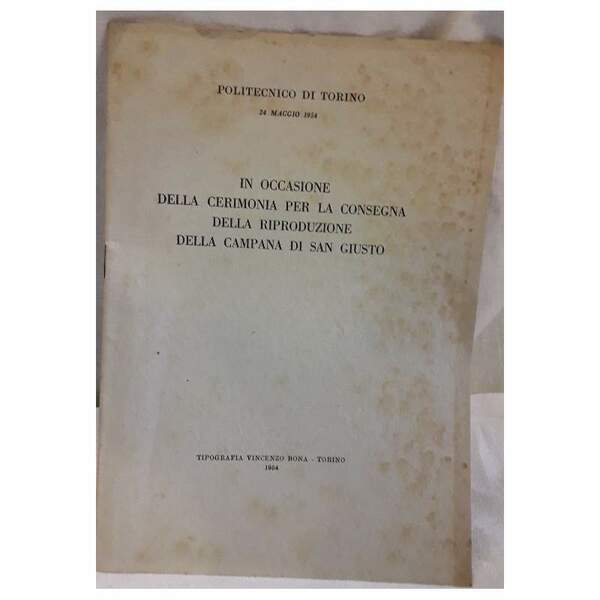 POLITECNICO DI TORINO
24 MAGGIO 1954
IN OCCASIONE
DELLA CERIMONIA PER LA CONSEGNA
DELLA RIPRODUZIONE
DELLA CAMPANA DI SAN GIUSTO
TIPOGRAFIA VINCENZO BONA - TORINO
1954